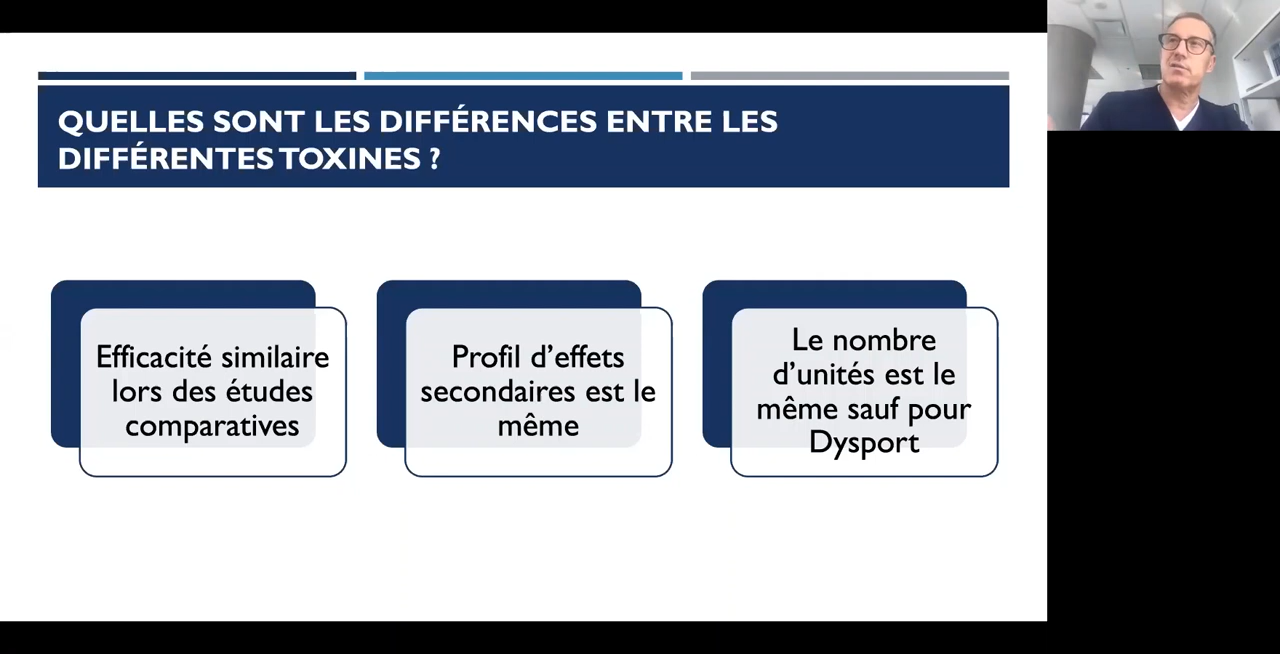 QUELLES SONT LES DIFFÉRENCES ENTRE LES
DIFFÉRENTES TOXINES ?
Efficacité similaire
lors des études
comparatives
Profil d’effets
secondaires est le
même
Le nombre
d’unités est le
même sauf pour
Dysport